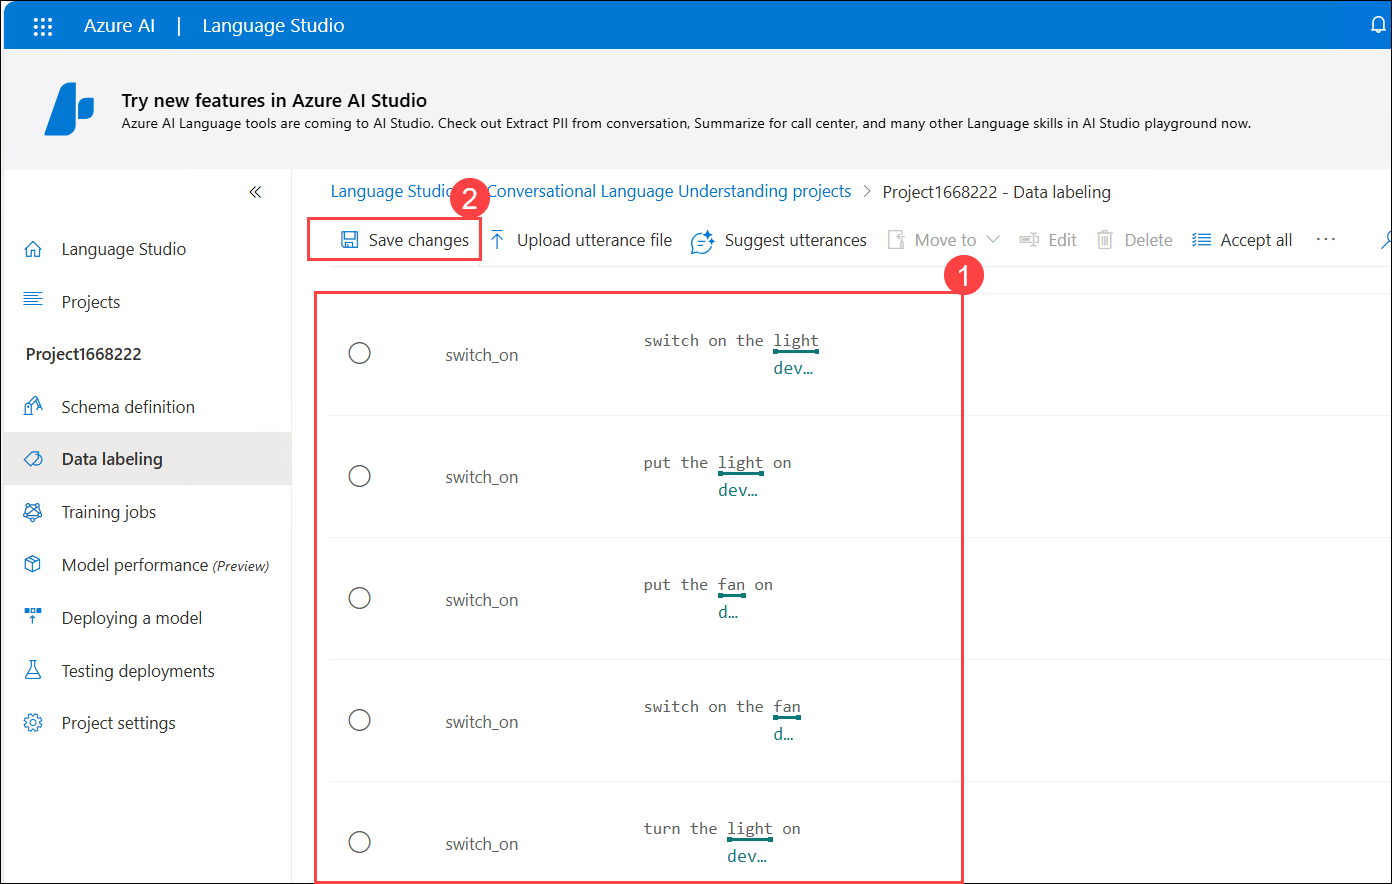 Azure AI | Language Studio
Try new features in Azure AI Studio
Azure AI Language tools are coming to AI Studio. Check out Extract PII from conversation, Summarize for call center, and many other Language skills in AI Studio playground now.
Language Studio Conversational Language Understanding projects > Project1668222 - Data labeling
2
Save changes Upload utterance file Suggest utterances Move to Edit Delete Accept all ...
1
Language Studio
Projects
Project1668222
Schema definition
Data labeling
Training jobs
Model performance (Preview)
Deploying a model
Testing deployments
Project settings
switch_on switch on the light
dev...
switch_on put the light on
dev...
switch_on put the fan on
d...
switch_on switch on the fan
d...
switch_on turn the light on
dev...